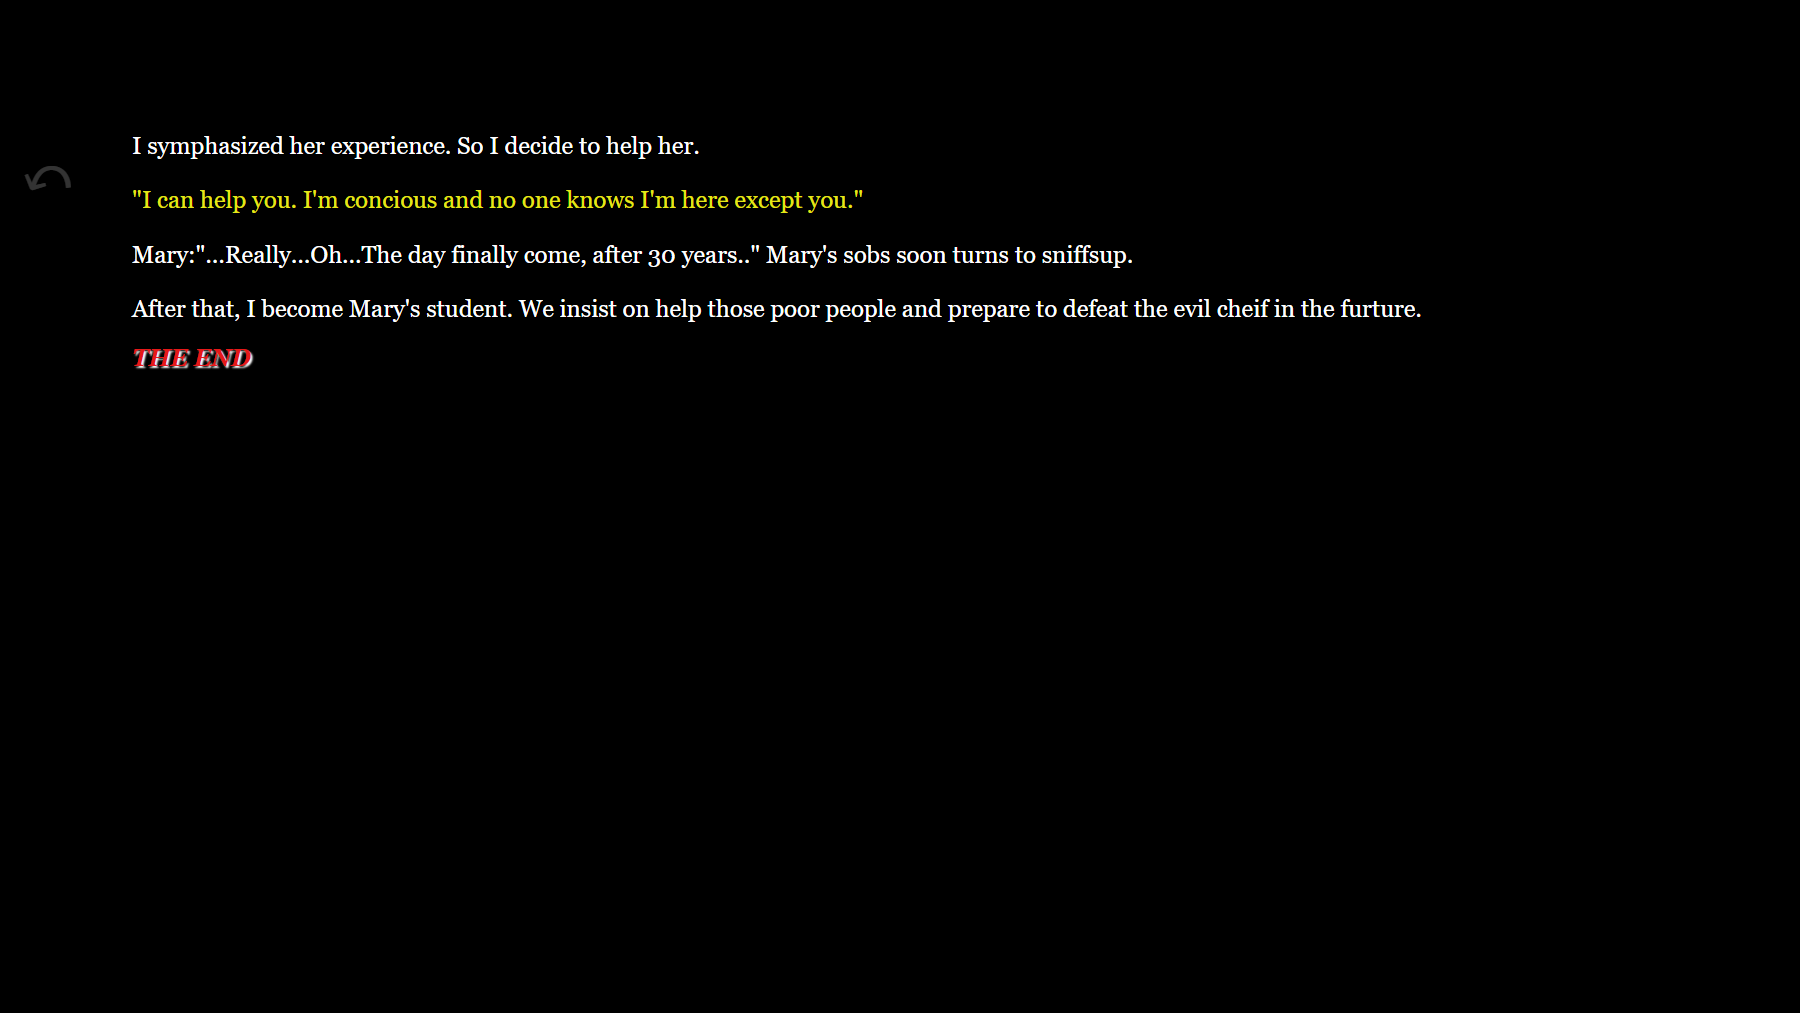 I symphasized her experience. So I decide to help her.
"I can help you. I'm concious and no one knows I'm here except you."
Mary:"...Really...Oh...The day finally come, after 30 years.." Mary's sobs soon turns to sniffsup.
After that, I become Mary's student. We insist on help those poor people and prepare to defeat the evil cheif in the furture.
THE END